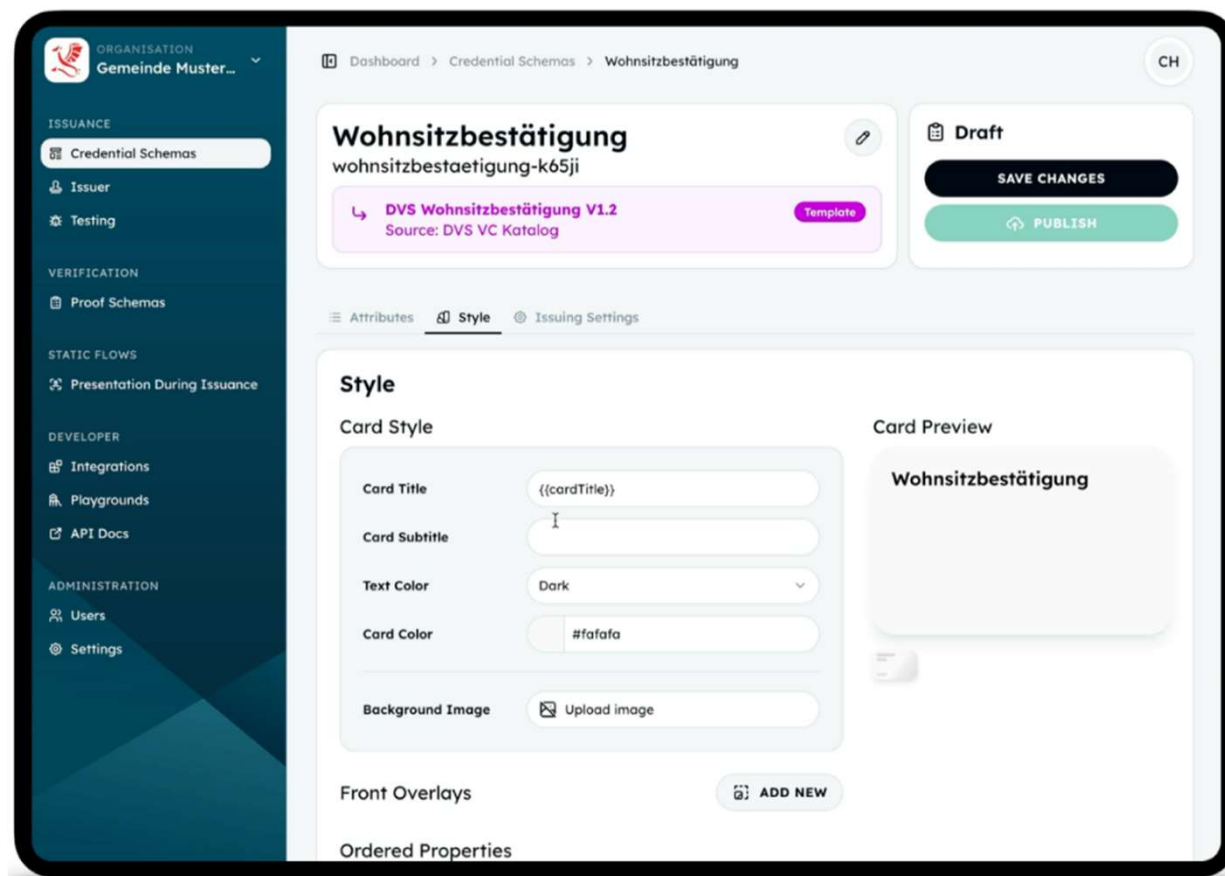 ORGANISATION
Gemeinde Muster...
ISSUANCE
Credential Schemas
Issuer
Testing
VERIFICATION
Proof Schemas
STATIC FLOWS
Presentation During Issuance
DEVELOPER
Integrations
Playgrounds
API Docs
ADMINISTRATION
Users
Settings
Dashboard > Credential Schemas > Wohnsitzbestätigung
CH
Wohnsitzbestätigung
wohnsitzbestaetigung-k65ji
DVS Wohnsitzbestätigung V1.2
Template
Source: DVS VC Katalog
Draft
SAVE CHANGES
PUBLISH
Attributes Style Issuing Settings
Style
Card Style
Card Title {{cardTitle}}
Card Subtitle
Text Color Dark
Card Color #fafafa
Background Image Upload image
Card Preview
Wohnsitzbestätigung
Front Overlays ADD NEW
Ordered Properties